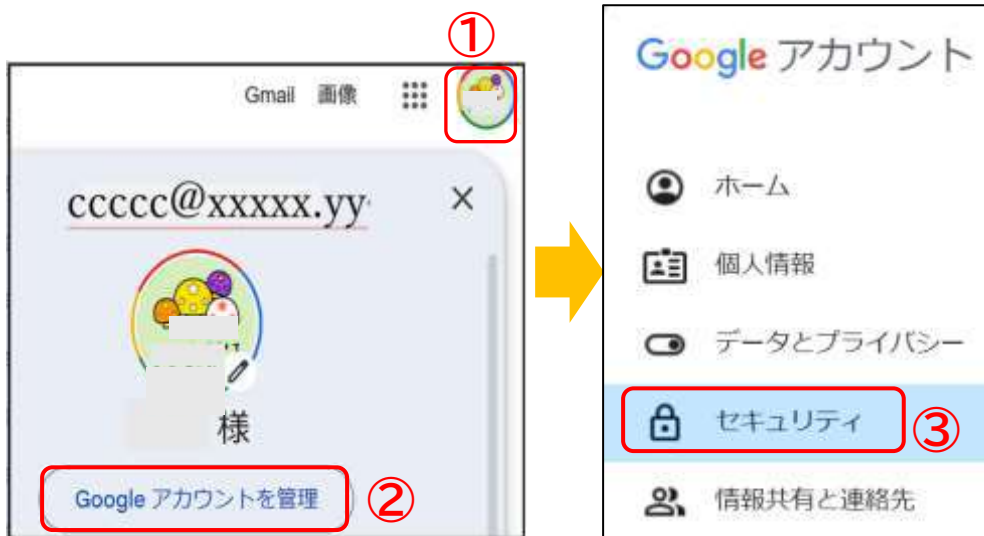 ①
Gmail 画像
ccccc@xxxxx.yy
様
Google アカウントを管理
②
Google アカウント
ホーム
個人情報
データとプライバシー
セキュリティ
③
情報共有と連絡先